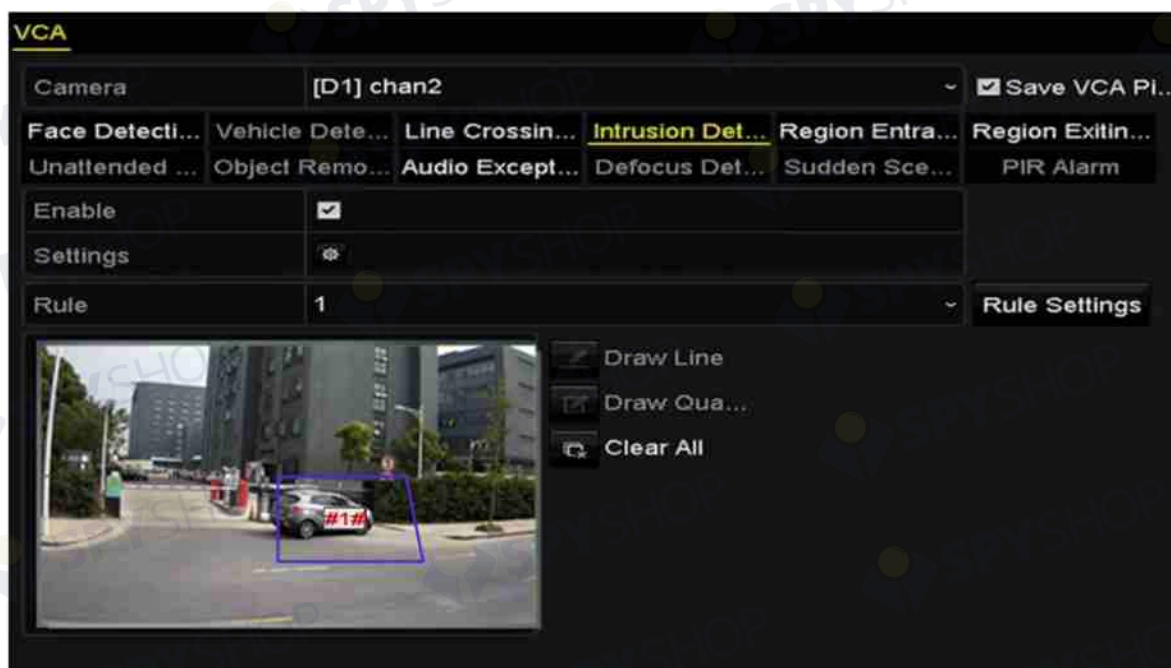 VCA
Camera [D1] chan2 Save VCA Pi...
Face Detecti... Vehicle Dete... Line Crossin... Intrusion Det... Region Entra... Region Exitin...
Unattended ... Object Remo... Audio Except... Defocus Det... Sudden Sce... PIR Alarm
Enable
Settings
Rule 1 Rule Settings
Draw Line
Draw Qua...
Clear All
#1#
SPYSHOP